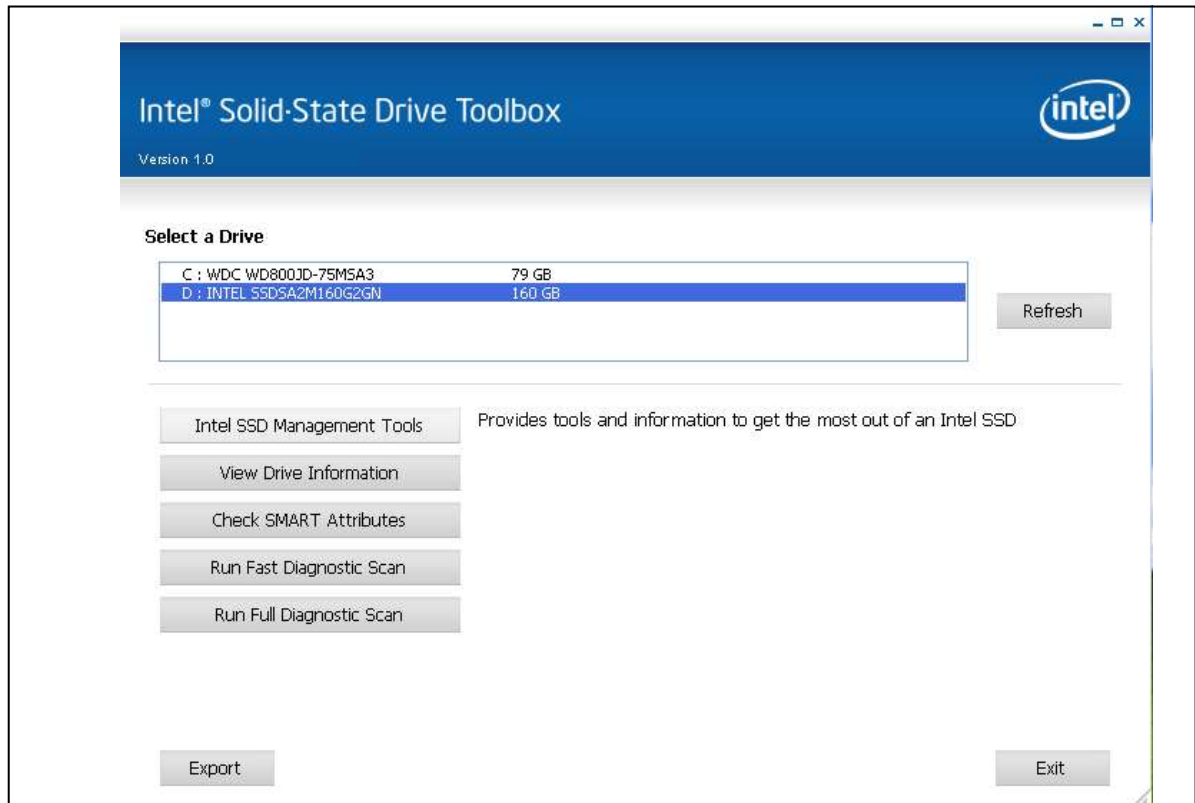 Intel® Solid-State Drive Toolbox
intel
Version 1.0
Select a Drive
C : WDC WD800JD-75MSA3 79 GB
D : INTEL SSDSA2M160G2GN 160 GB
Refresh
Intel SSD Management Tools
Provides tools and information to get the most out of an Intel SSD
View Drive Information
Check SMART Attributes
Run Fast Diagnostic Scan
Run Full Diagnostic Scan
Export
Exit